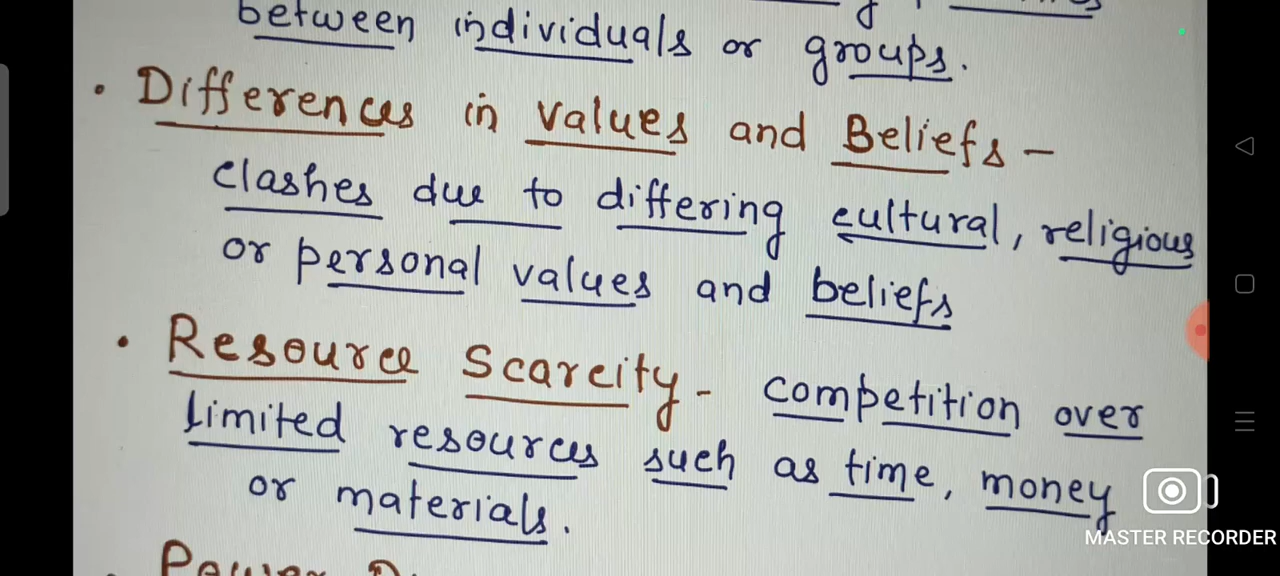 between individuals or groups.
• Differences in values and Beliefs -
clashes due to differing cultural, religious
or personal values and beliefs
• Resource Scarcity - competition over
limited resources such as time, money
or materials.
MASTER RECORDER